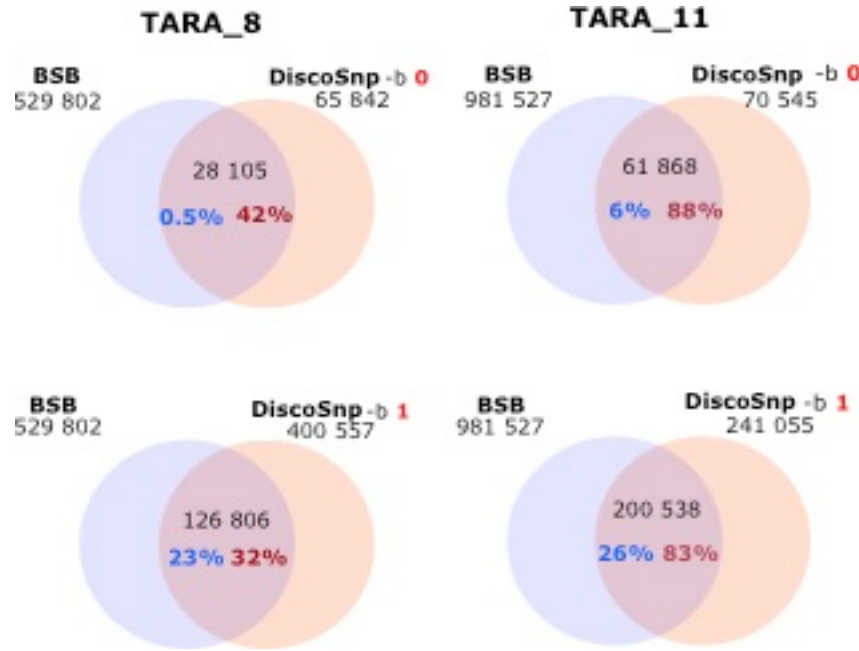 TARA_8
TARA_11
BSB
529 802
DiscoSnp -b 0
65 842
28 105
0.5% 42%
BSB
981 527
DiscoSnp -b 0
70 545
61 868
6% 88%
BSB
529 802
DiscoSnp -b 1
400 557
126 806
23% 32%
BSB
981 527
DiscoSnp -b 1
241 055
200 538
26% 83%